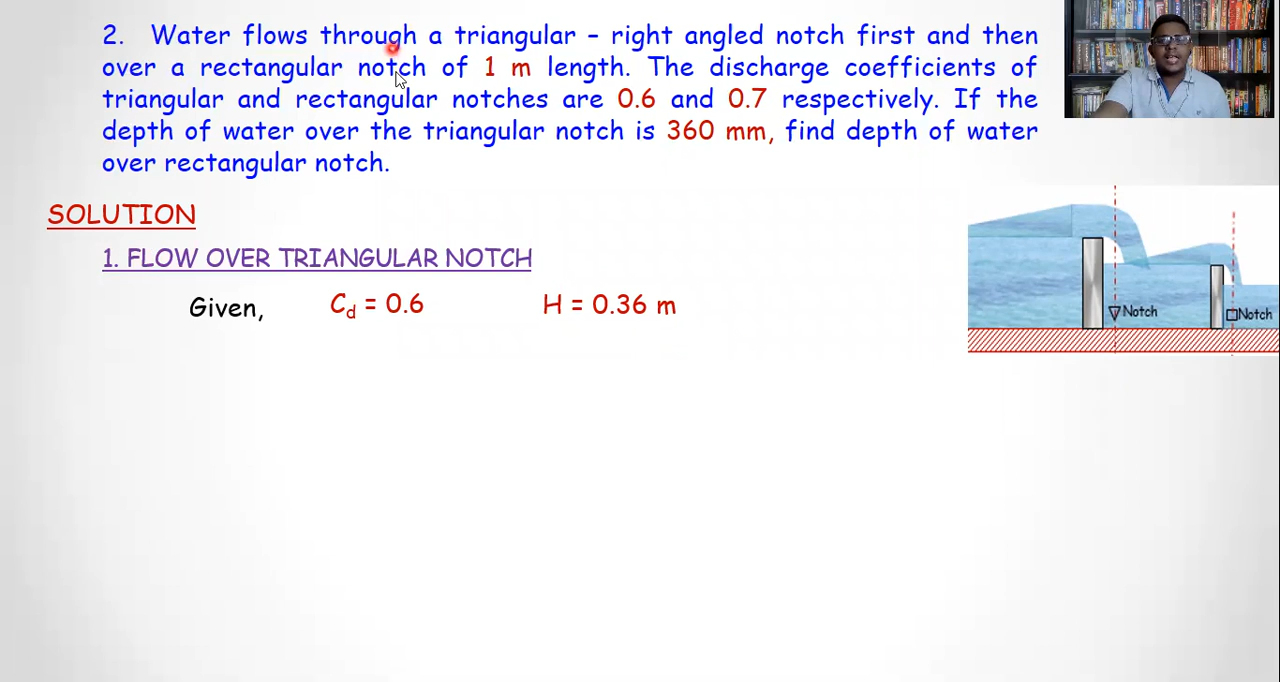 2. Water flows through a triangular – right angled notch first and then
over a rectangular notch of 1 m length. The discharge coefficients of
triangular and rectangular notches are 0.6 and 0.7 respectively. If the
depth of water over the triangular notch is 360 mm, find depth of water
over rectangular notch.
SOLUTION
1. FLOW OVER TRIANGULAR NOTCH
Given, Cd = 0.6 H = 0.36 m
▽Notch
□Notch